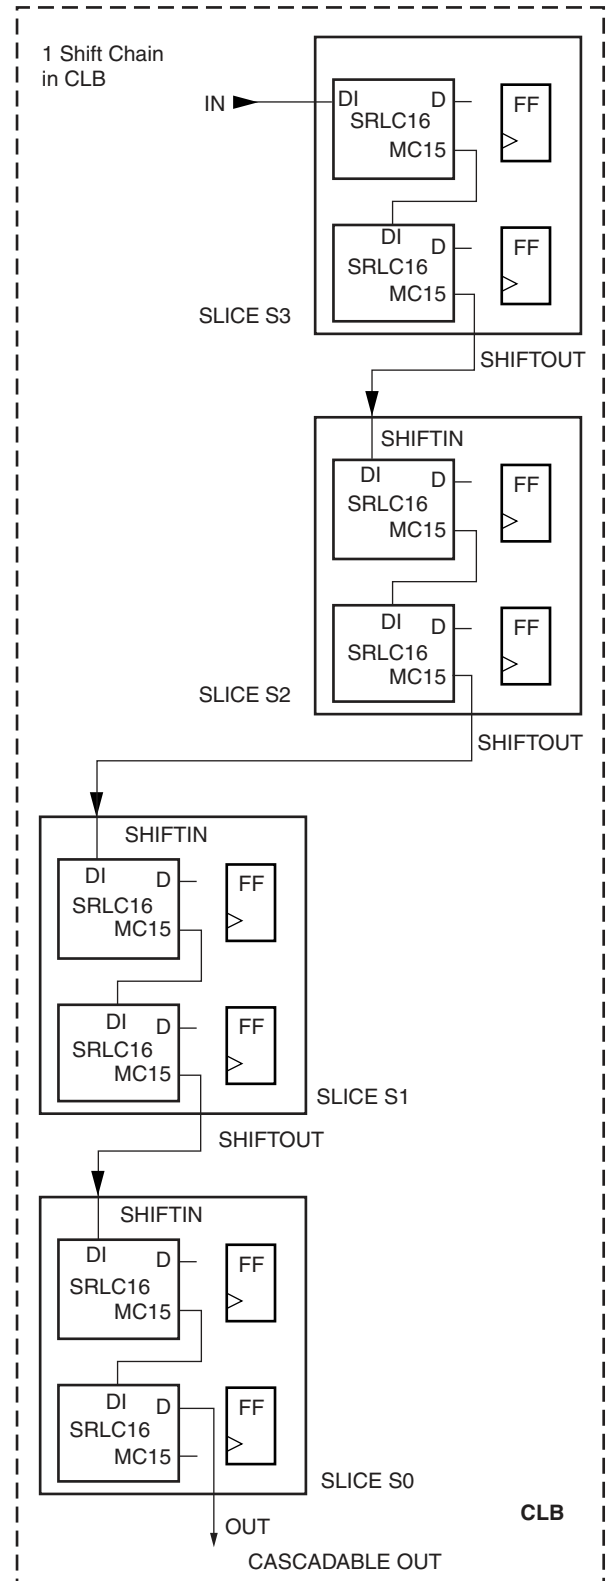 1 Shift Chain
in CLB
IN
DI
D
SRLC16
MC15
FF
DI
D
SRLC16
MC15
FF
SLICE S3
SHIFTOUT
SHIFTIN
DI
D
SRLC16
MC15
FF
DI
D
SRLC16
MC15
FF
SLICE S2
SHIFTOUT
SHIFTIN
DI
D
SRLC16
MC15
FF
DI
D
SRLC16
MC15
FF
SLICE S1
SHIFTOUT
SHIFTIN
DI
D
SRLC16
MC15
FF
DI
D
SRLC16
MC15
FF
SLICE S0
OUT
CLB
CASCADABLE OUT